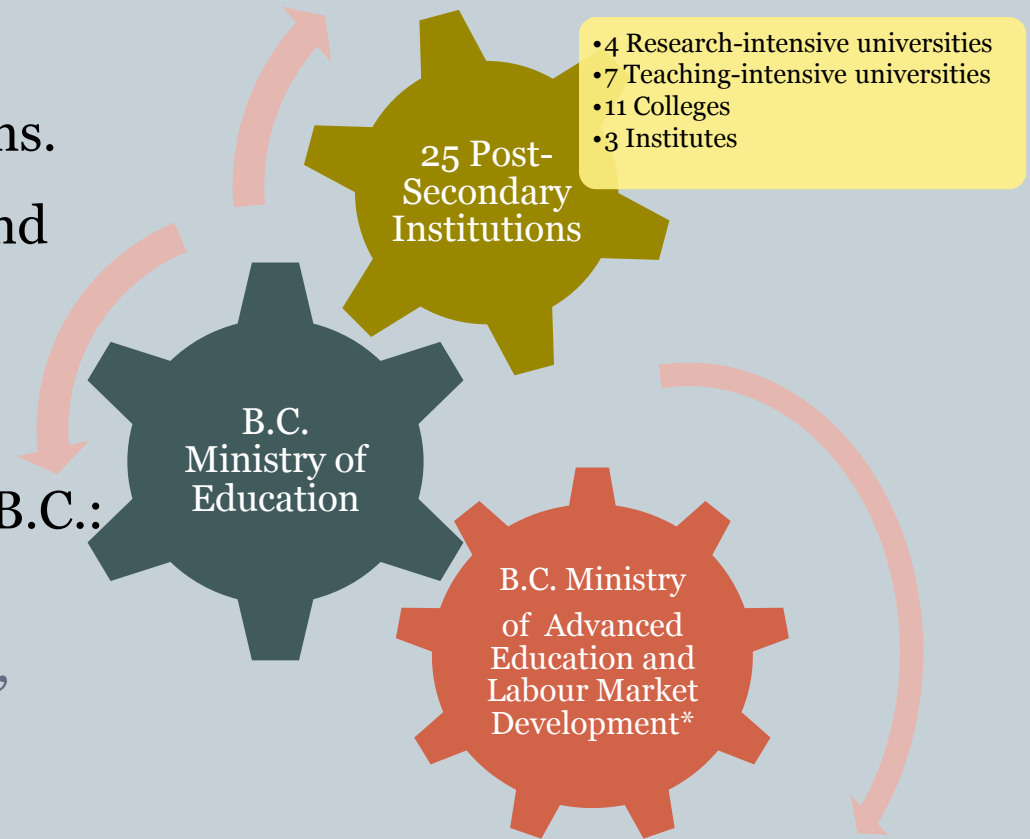 ns.
nd
B.C.:
,
•4 Research-intensive universities
•7 Teaching-intensive universities
•11 Colleges
•3 Institutes
25 Post-
Secondary
Institutions
B.C.
Ministry of
Education
B.C. Ministry
of Advanced
Education and
Labour Market
Development*